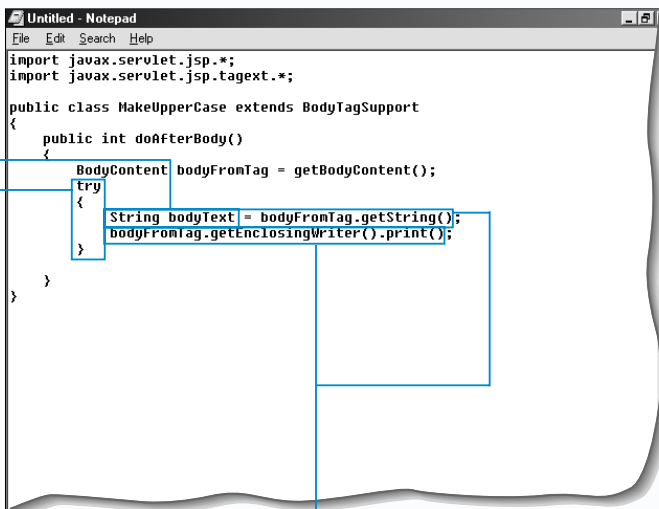 Untitled - Notepad
File Edit Search Help
import javax.servlet.jsp.*;
import javax.servlet.jsp.tagext.*;
public class MakeUpperCase extends BodyTagSupport
{
public int doAfterBody()
{
BodyContent bodyFromTag = getBodyContent();
try
{
String bodyText = bodyFromTag.getString();
bodyFromTag.getEnclosingWriter().print();
}
}
}